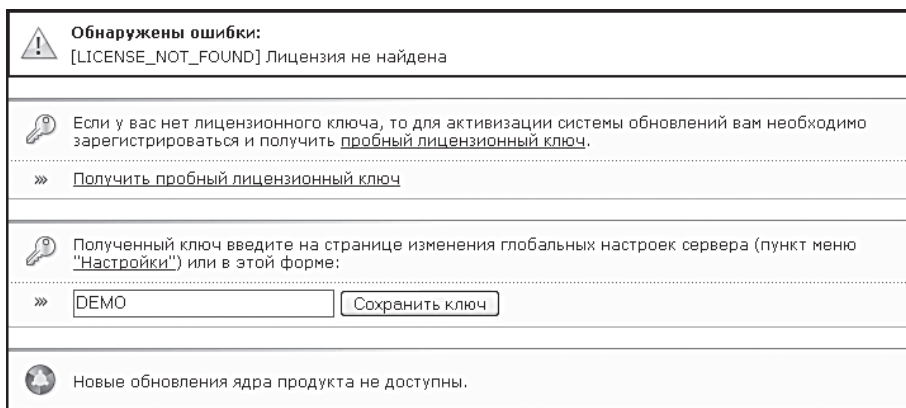 Обнаружены ошибки:
[LICENSE_NOT_FOUND] Лицензия не найдена
Если у вас нет лицензионного ключа, то для активизации системы обновлений вам необходимо
зарегистрироваться и получить пробный лицензионный ключ.
Получить пробный лицензионный ключ
Полученный ключ введите на странице изменения глобальных настроек сервера (пункт меню
"Настройки") или в этой форме:
DEMO Сохранить ключ
Новые обновления ядра продукта не доступны.